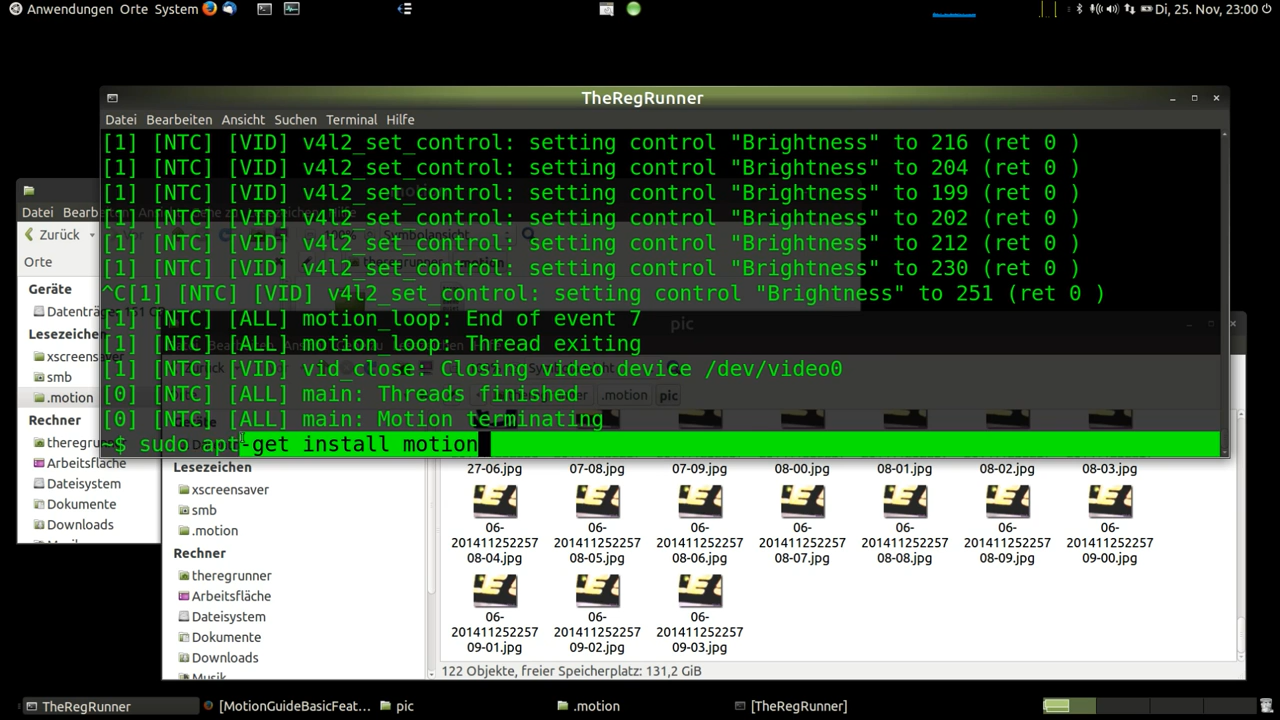 Anwendungen Orte System
Di, 25. Nov, 23:00
TheRegRunner
Datei Bearbeiten Ansicht Suchen Terminal Hilfe
[1] [NTC] [VID] v4l2_set_control: setting control "Brightness" to 216 (ret 0 )
[1] [NTC] [VID] v4l2_set_control: setting control "Brightness" to 204 (ret 0 )
[1] [NTC] [VID] v4l2_set_control: setting control "Brightness" to 199 (ret 0 )
[1] [NTC] [VID] v4l2_set_control: setting control "Brightness" to 202 (ret 0 )
[1] [NTC] [VID] v4l2_set_control: setting control "Brightness" to 212 (ret 0 )
[1] [NTC] [VID] v4l2_set_control: setting control "Brightness" to 230 (ret 0 )
^C[1] [NTC] [VID] v4l2_set_control: setting control "Brightness" to 251 (ret 0 )
[1] [NTC] [ALL] motion_loop: End of event 7
[1] [NTC] [ALL] motion_loop: Thread exiting
[1] [NTC] [VID] vid_close: Closing video device /dev/video0
[0] [NTC] [ALL] main: Threads finished
[0] [NTC] [ALL] main: Motion terminating
~$ sudo apt-get install motion
Datei
Zurück
Orte
Geräte
Lesezeichen
xscreensaver
smb
.motion
Rechner
theregrunner
Arbeitsfläche
Dateisystem
Dokumente
Downloads
pic
.motion
pic
Lesezeichen
xscreensaver
smb
.motion
Rechner
theregrunner
Arbeitsfläche
Dateisystem
Dokumente
Downloads
Musik
27-06.jpg 07-08.jpg 07-09.jpg 08-00.jpg 08-01.jpg 08-02.jpg 08-03.jpg
06- 06- 06- 06- 06- 06- 06-
201411252257 201411252257 201411252257 201411252257 201411252257 201411252257 201411252257
08-04.jpg 08-05.jpg 08-06.jpg 08-07.jpg 08-08.jpg 08-09.jpg 09-00.jpg
06- 06- 06-
201411252257 201411252257 201411252257
09-01.jpg 09-02.jpg 09-03.jpg
122 Objekte, freier Speicherplatz: 131,2 GiB
TheRegRunner
[MotionGuideBasicFeat...
pic
.motion
[TheRegRunner]